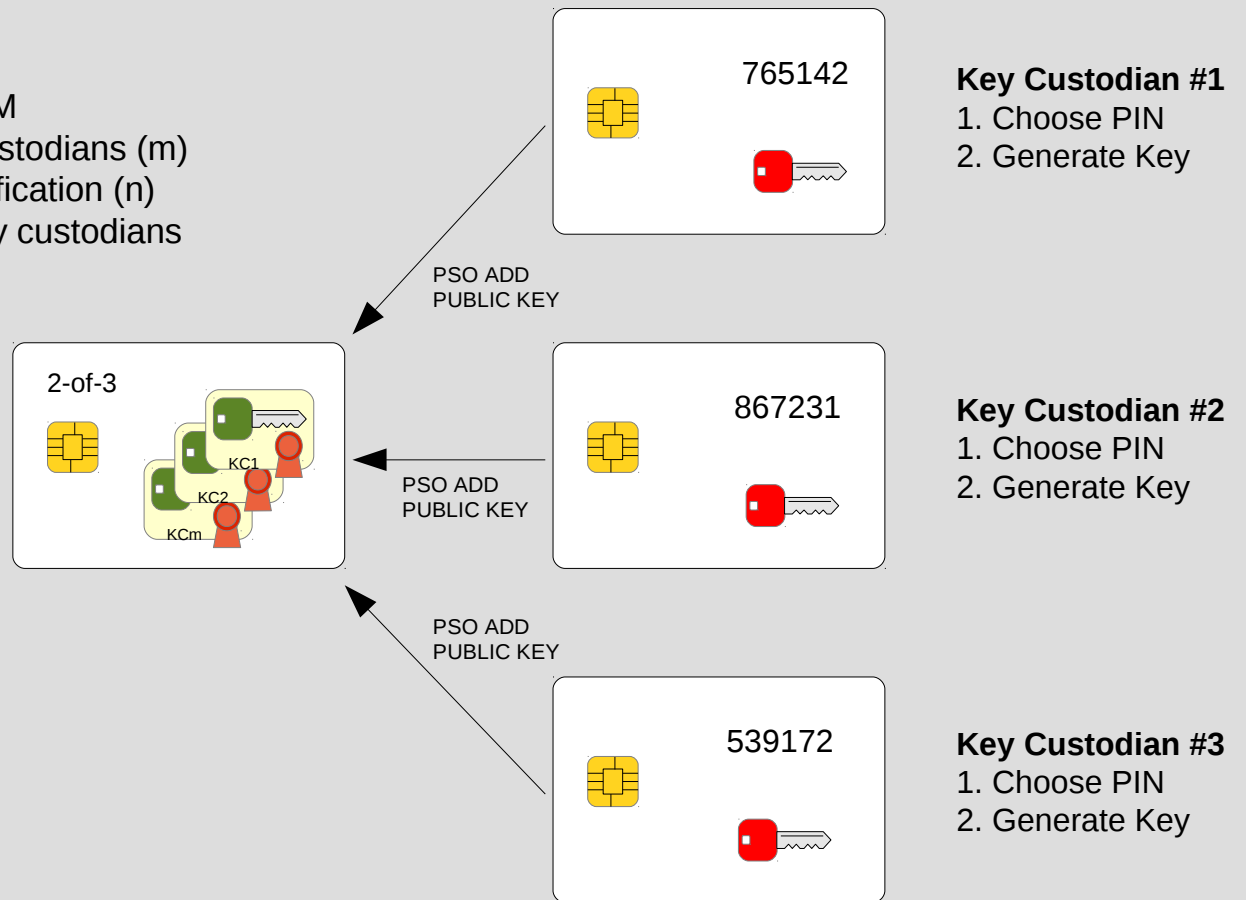 M
stodians (m)
fication (n)
y custodians
765142
Key Custodian #1
1. Choose PIN
2. Generate Key
PSO ADD
PUBLIC KEY
2-of-3
KC1
KC2
KCm
867231
Key Custodian #2
1. Choose PIN
2. Generate Key
PSO ADD
PUBLIC KEY
PSO ADD
PUBLIC KEY
539172
Key Custodian #3
1. Choose PIN
2. Generate Key